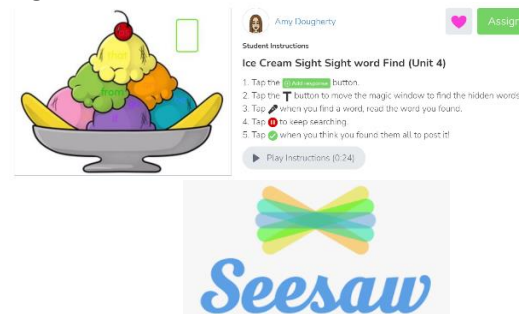 that
from
Amy Dougherty
Assign
Student Instructions
Ice Cream Sight Sight word Find (Unit 4)
1. Tap the Add response button.
2. Tap the T button to move the magic window to find the hidden words
3. Tap when you find a word, read the word you found.
4. Tap to keep searching.
5. Tap when you think you found them all to post it!
Play Instructions (0:24)
Seesaw